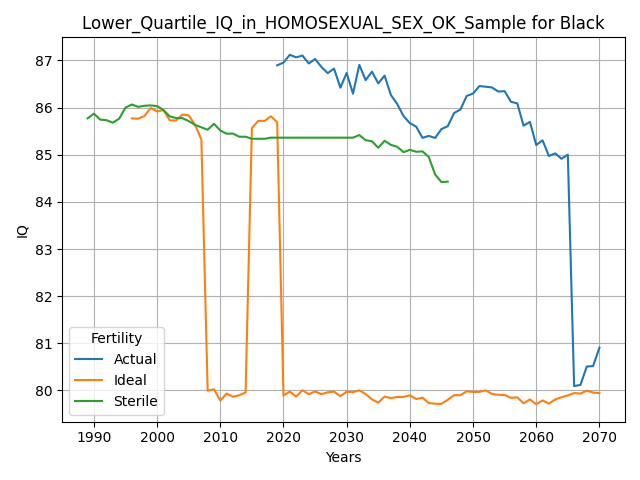 Lower_Quartile_IQ_in_HOMOSEXUAL_SEX_OK_Sample for Black
IQ
87
86
85
84
83
82
81
80
Fertility
Actual
Ideal
Sterile
1990 2000 2010 2020 2030 2040 2050 2060 2070
Years